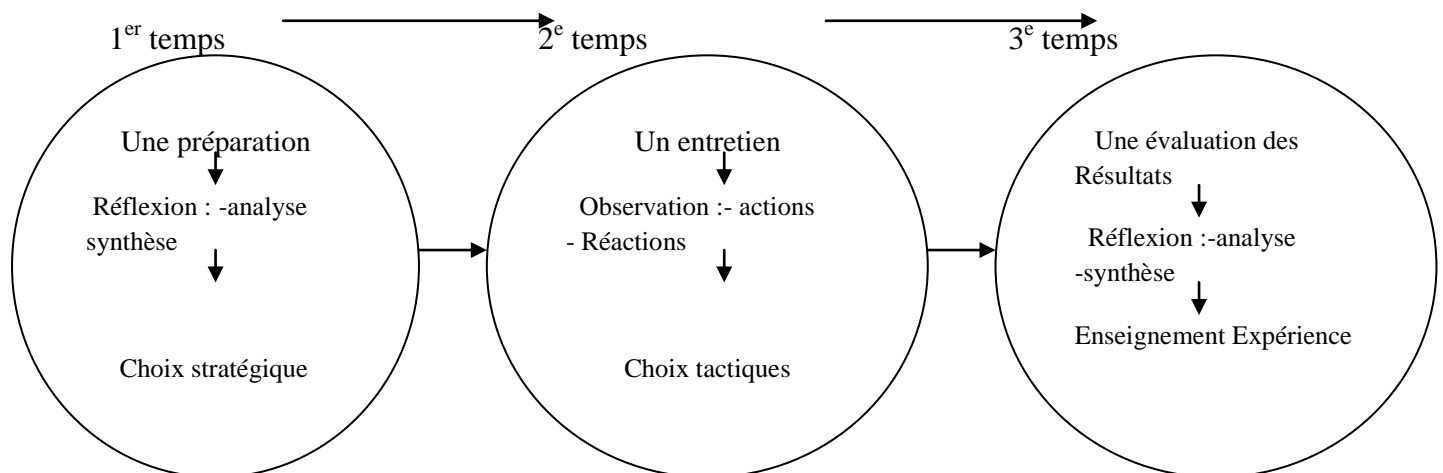 1er temps
2e temps
3e temps
Une préparation
Réflexion : -analyse
synthèse
Choix stratégique
Un entretien
Observation :- actions
- Réactions
Choix tactiques
Une évaluation des
Résultats
Réflexion :-analyse
-synthèse
Enseignement Expérience